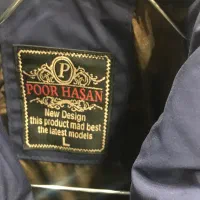 P
POOR HASAN
New Design
this product mad best
the latest models
L